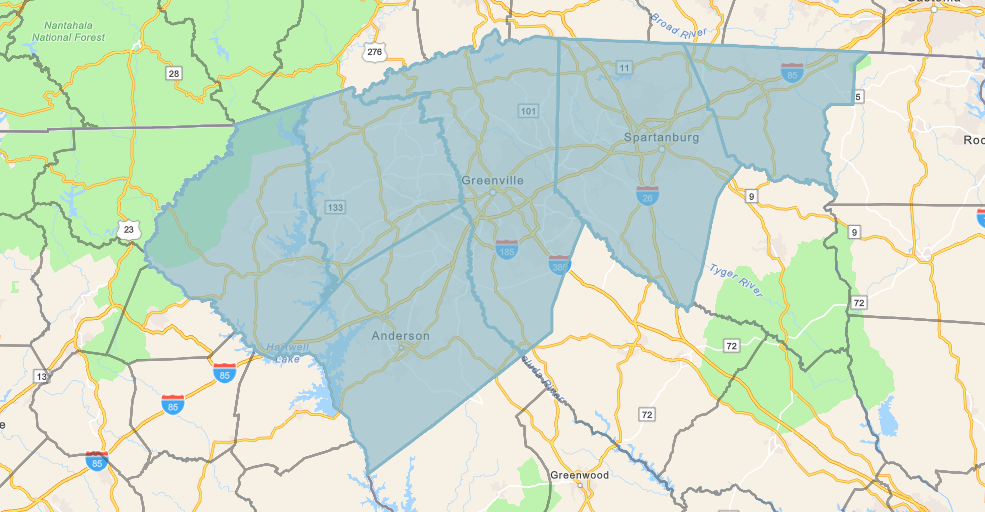 Nantahala
National Forest
28
276
Broad River
11
85
5
101
Spartanburg
133
Greenville
26
9
23
185
385
9
Tyger River
72
Anderson
Hartwell
Lake
72
13
85
85
72
85
Greenwood